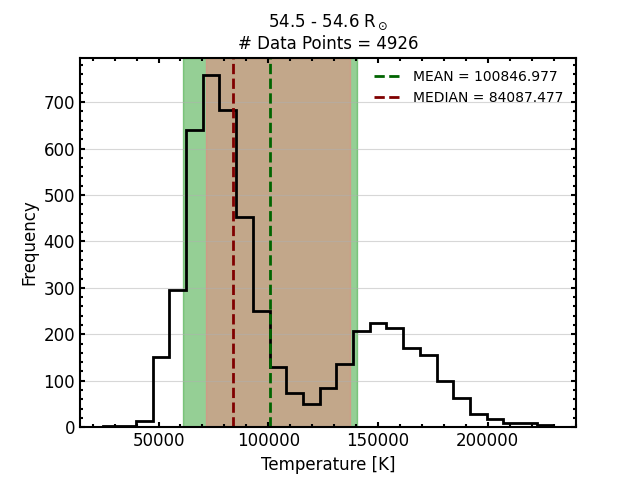 54.5 - 54.6 R⊙
# Data Points = 4926
MEAN = 100846.977
MEDIAN = 84087.477
Frequency
700
600
500
400
300
200
100
0
50000 100000 150000 200000
Temperature [K]